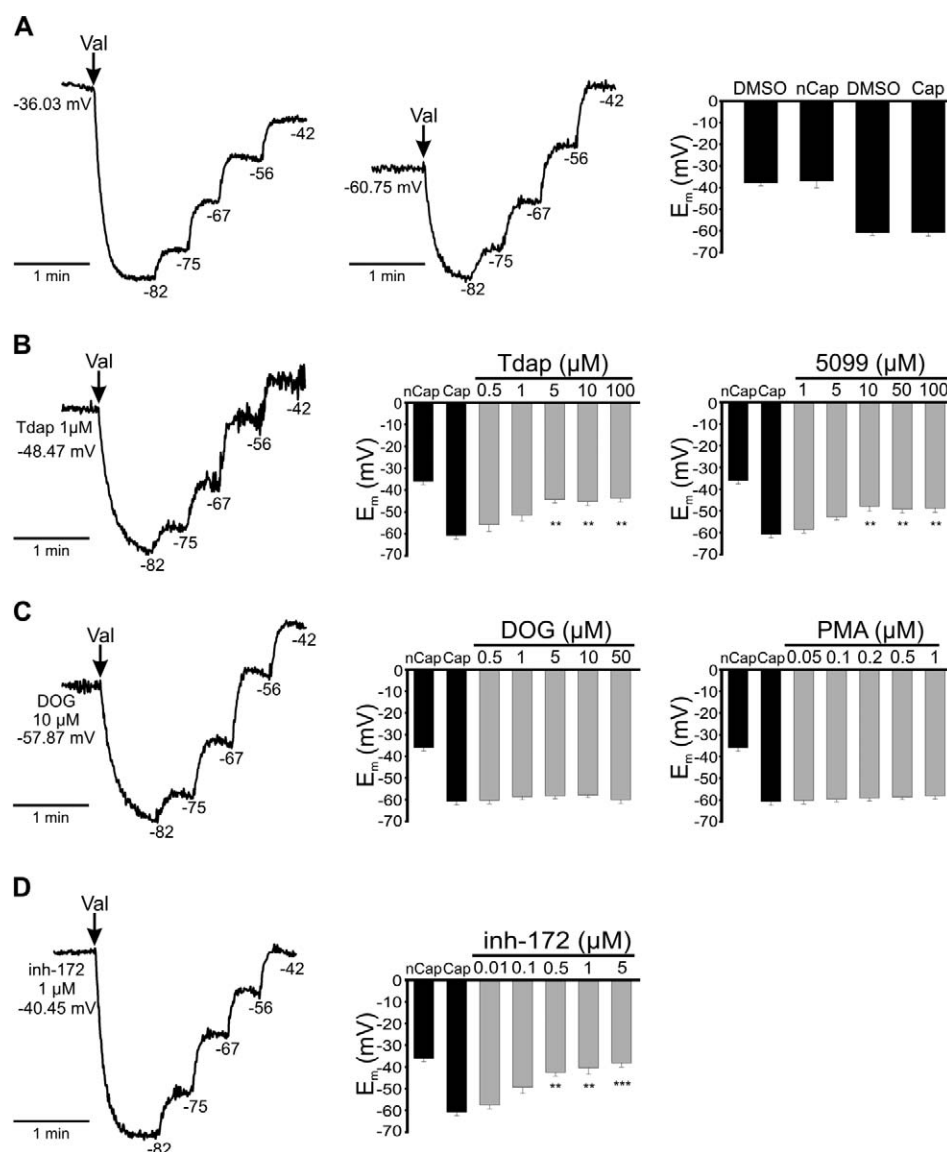 A
Val
-36.03 mV
-42
-56
-67
-75
-82
1 min
Val
-60.75 mV
-42
-56
-67
-75
-82
1 min
DMSO nCap DMSO Cap
0
-10
-20
-30
-40
-50
-60
-70
Em (mV)
B
Val
Tdap 1µM
-48.47 mV
-42
-56
-67
-75
-82
1 min
Tdap (µM)
nCap Cap 0.5 1 5 10 100
0
-10
-20
-30
-40
-50
-60
-70
Em (mV)
** ** **
5099 (µM)
nCap Cap 1 5 10 50 100
0
-10
-20
-30
-40
-50
-60
-70
Em (mV)
** ** **
C
Val
DOG
10 µM
-57.87 mV
-42
-56
-67
-75
-82
1 min
DOG (µM)
nCap Cap 0.5 1 5 10 50
0
-10
-20
-30
-40
-50
-60
-70
Em (mV)
PMA (µM)
nCap Cap 0.05 0.1 0.2 0.5 1
0
-10
-20
-30
-40
-50
-60
-70
Em (mV)
D
Val
inh-172
1 µM
-40.45 mV
-42
-56
-67
-75
-82
1 min
inh-172 (µM)
nCap Cap 0.01 0.1 0.5 1 5
0
-10
-20
-30
-40
-50
-60
-70
Em (mV)
** ** ***